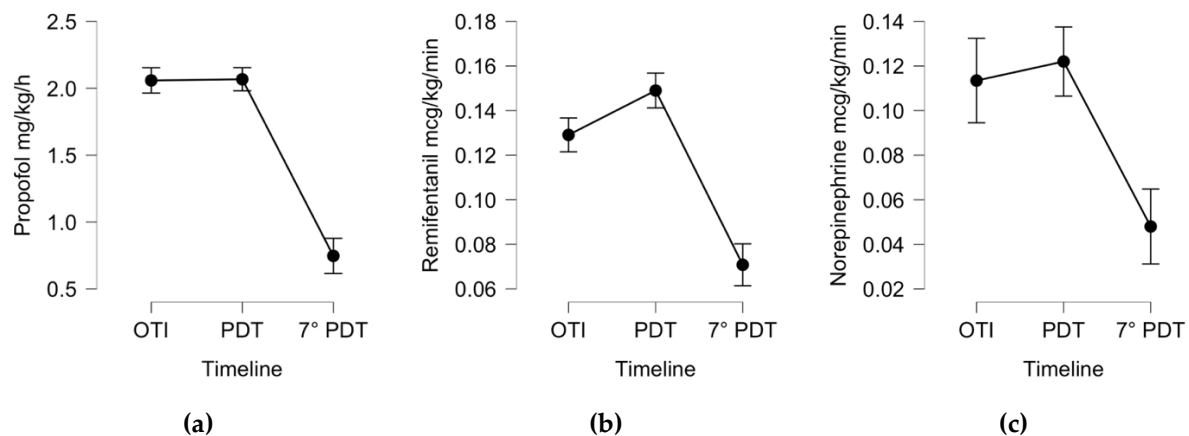 Propofol mg/kg/h
2.5
2.0
1.5
1.0
0.5
OTI PDT 7° PDT
Timeline
(a)
Remifentanil mcg/kg/min
0.18
0.16
0.14
0.12
0.10
0.08
0.06
OTI PDT 7° PDT
Timeline
(b)
Norepinephrine mcg/kg/min
0.14
0.12
0.10
0.08
0.06
0.04
0.02
OTI PDT 7° PDT
Timeline
(c)